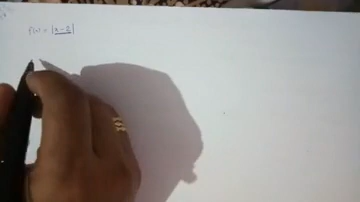 f(x) = |x-2|